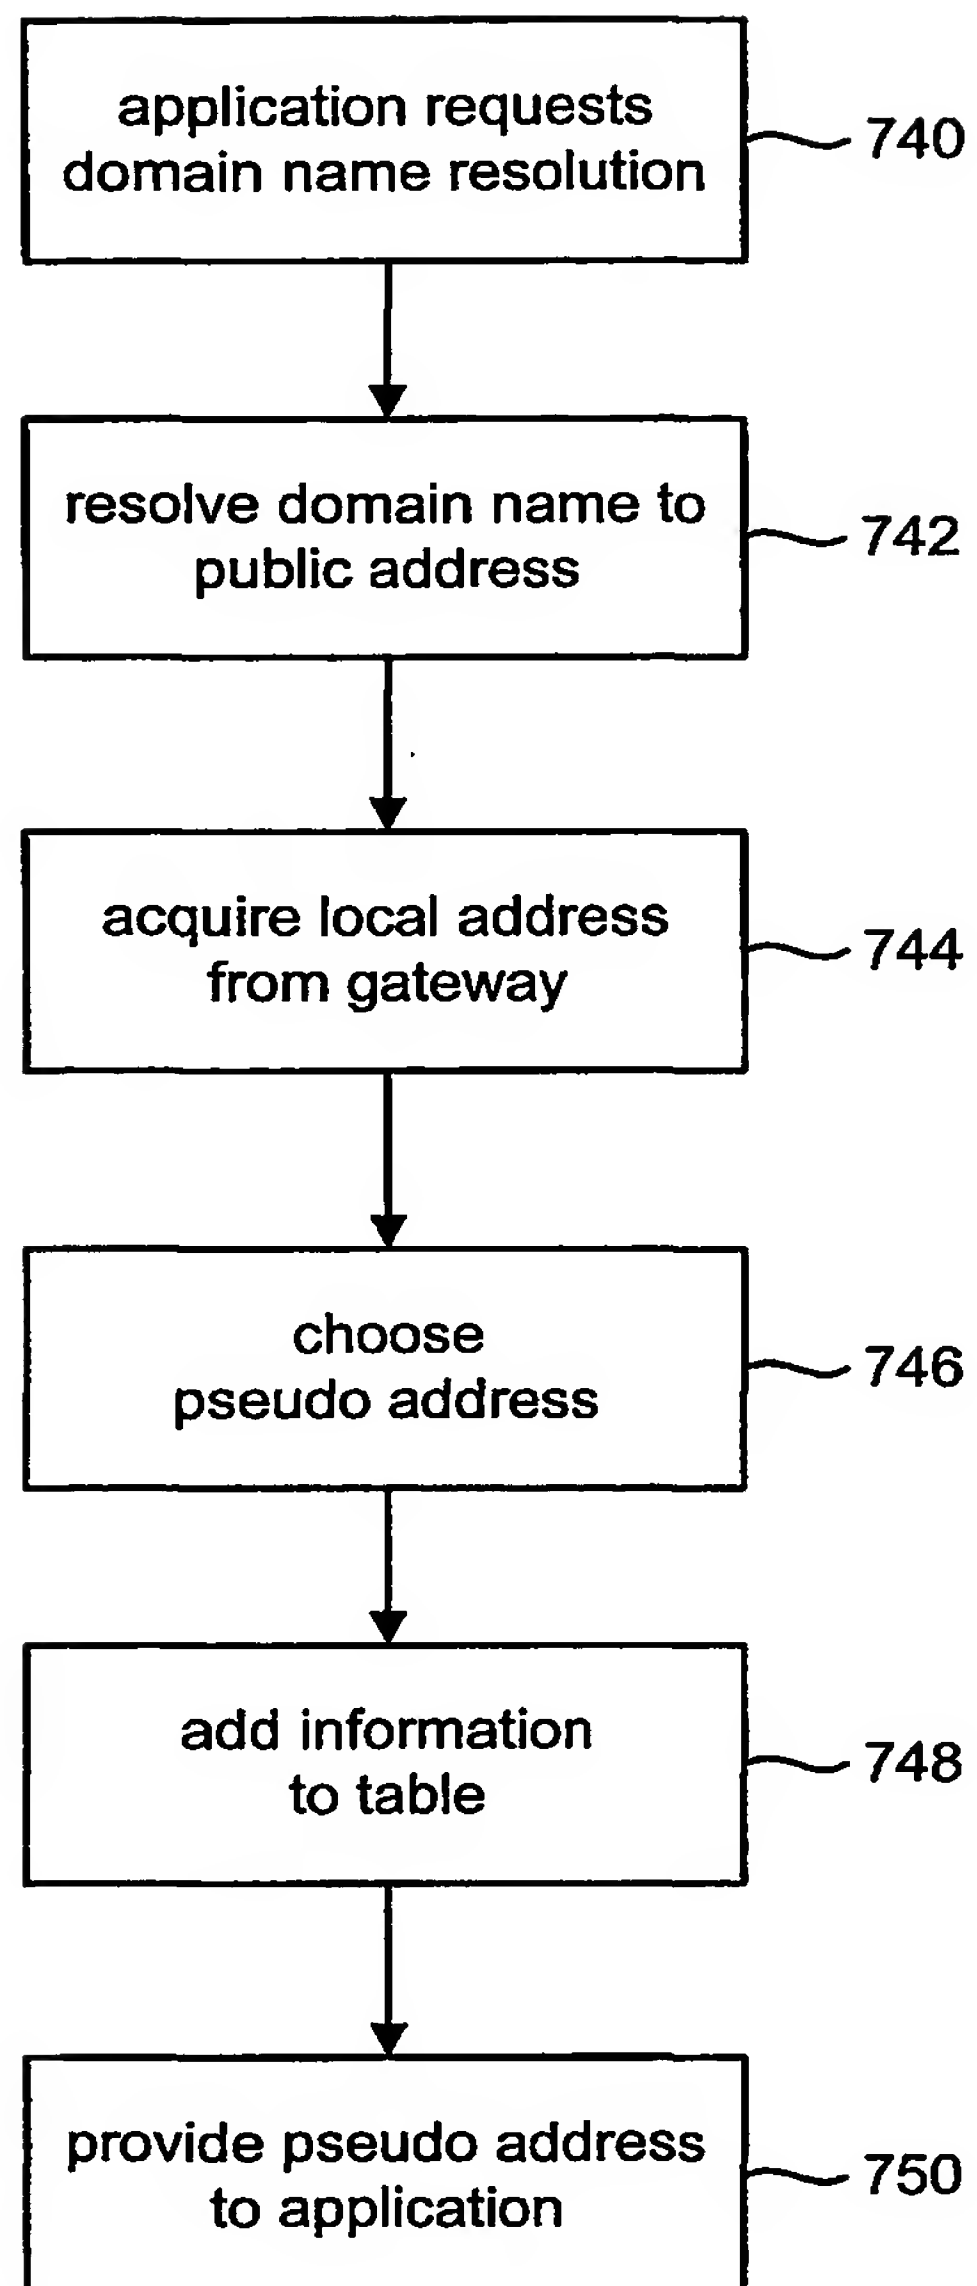 application requests
domain name resolution
740
resolve domain name to
public address
742
acquire local address
from gateway
744
choose
pseudo address
746
add information
to table
748
provide pseudo address
to application
750